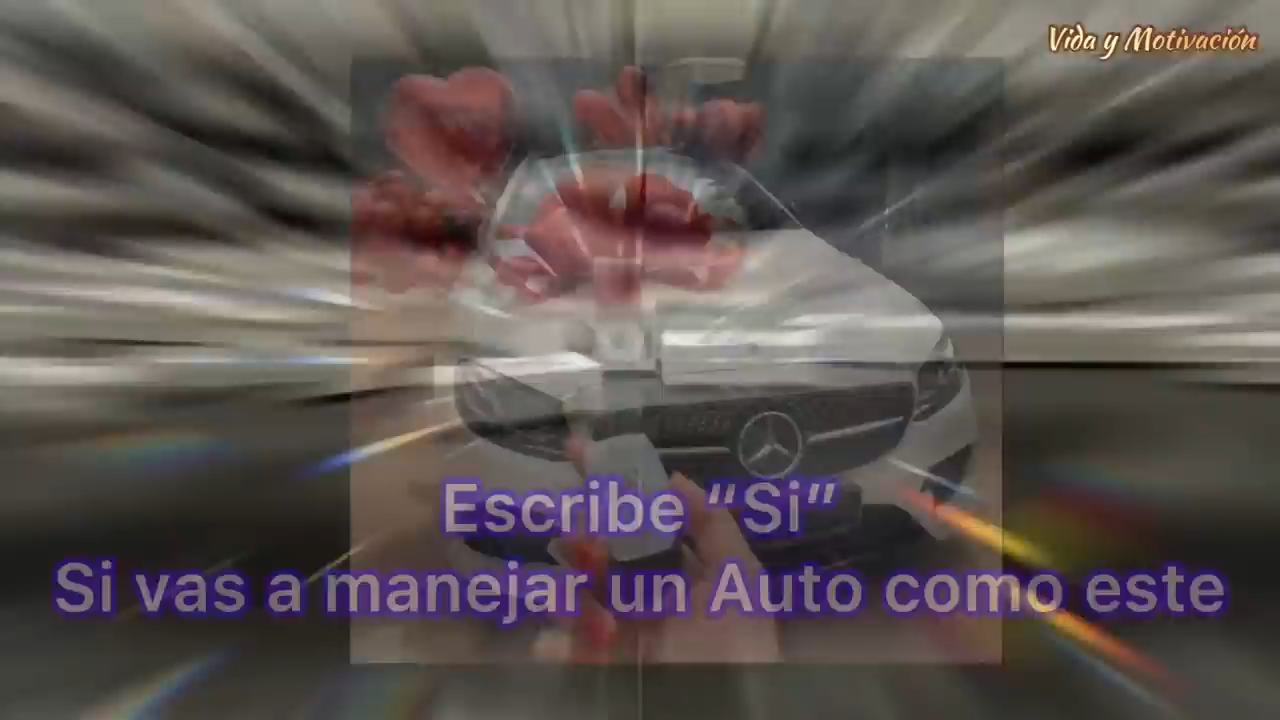 Vida y Motivación
Escribe “Si”
Si vas a manejar un Auto como este